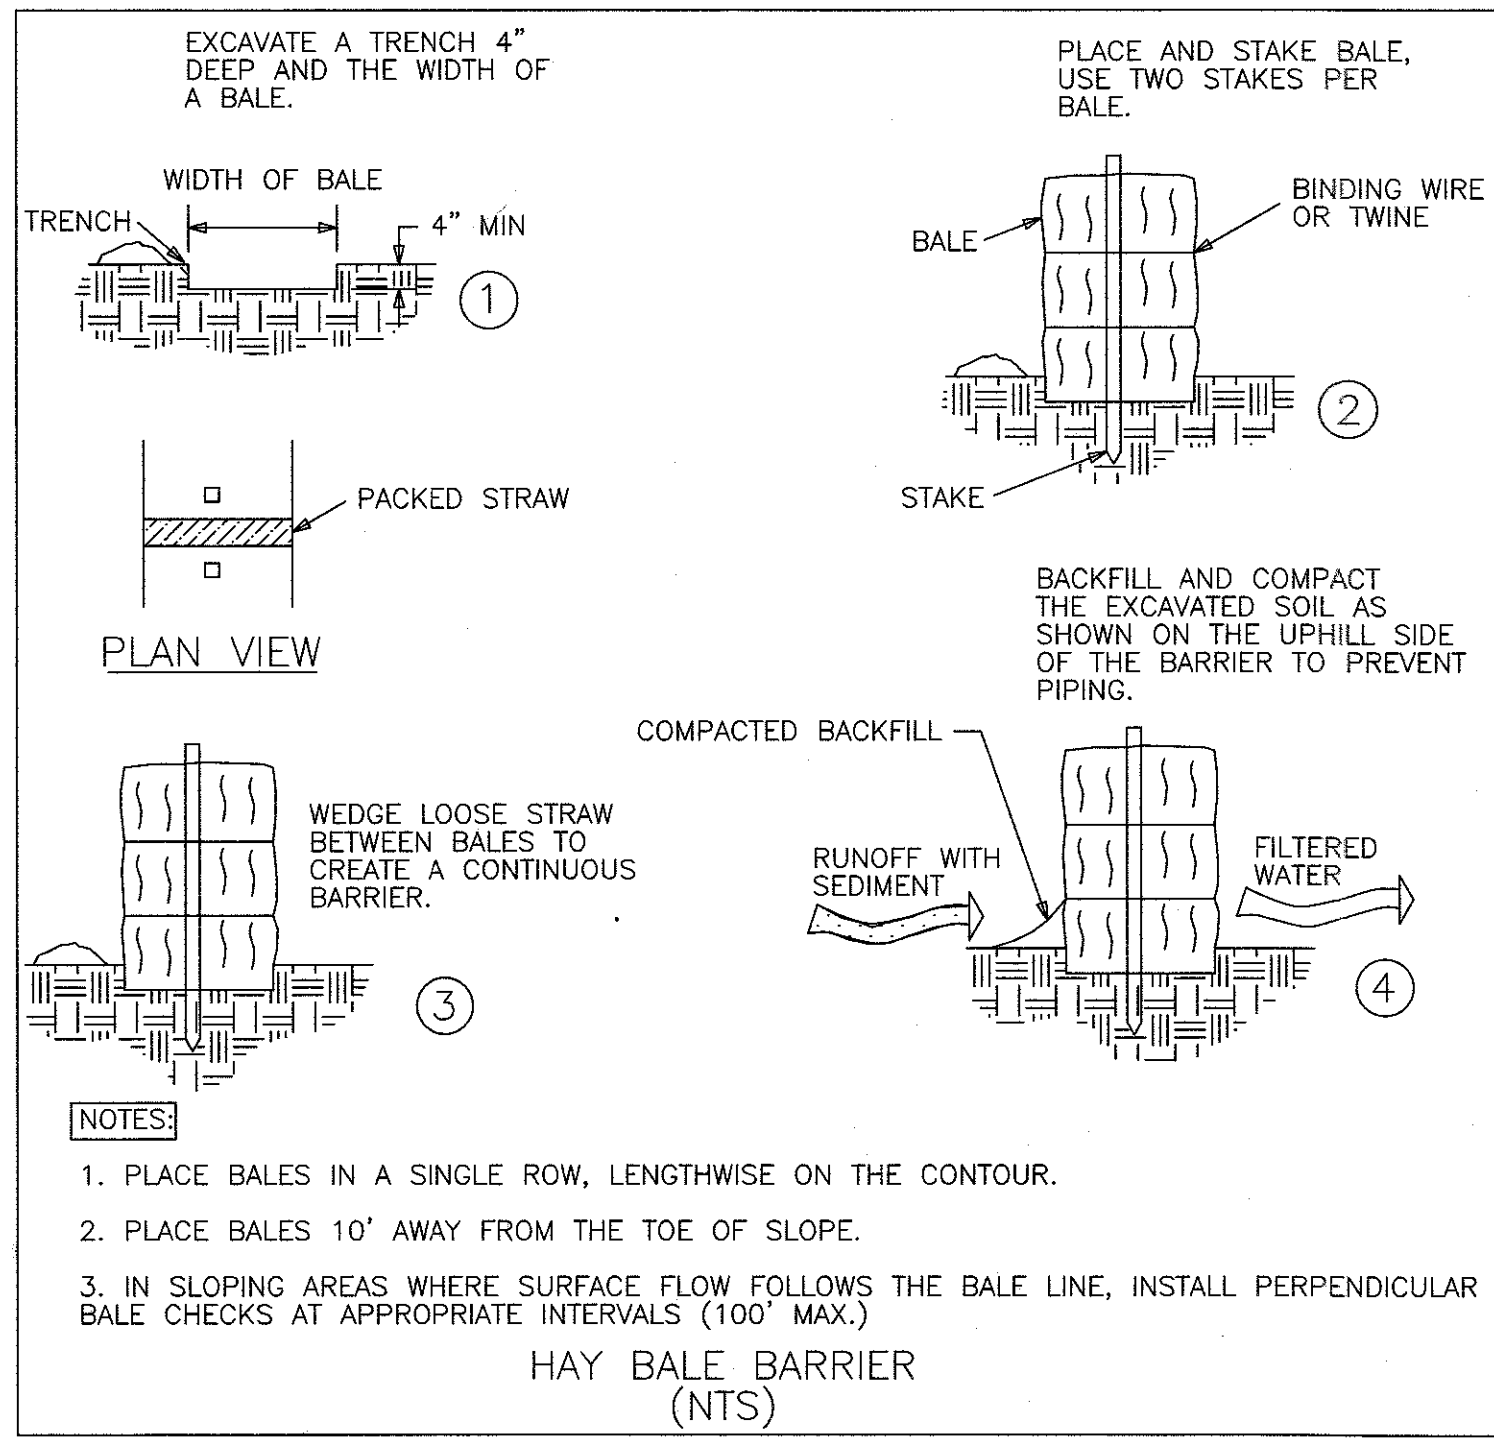 EXCAVATE A TRENCH 4"
DEEP AND THE WIDTH OF
A BALE.
WIDTH OF BALE
TRENCH
4" MIN
1
PLACE AND STAKE BALE,
USE TWO STAKES PER
BALE.
BINDING WIRE
OR TWINE
BALE
STAKE
2
PACKED STRAW
PLAN VIEW
WEDGE LOOSE STRAW
BETWEEN BALES TO
CREATE A CONTINUOUS
BARRIER.
3
BACKFILL AND COMPACT
THE EXCAVATED SOIL AS
SHOWN ON THE UPHILL SIDE
OF THE BARRIER TO PREVENT
PIPING.
COMPACTED BACKFILL
RUNOFF WITH
SEDIMENT
FILTERED
WATER
4
NOTES:
1. PLACE BALES IN A SINGLE ROW, LENGTHWISE ON THE CONTOUR.
2. PLACE BALES 10' AWAY FROM THE TOE OF SLOPE.
3. IN SLOPING AREAS WHERE SURFACE FLOW FOLLOWS THE BALE LINE, INSTALL PERPENDICULAR
BALE CHECKS AT APPROPRIATE INTERVALS (100' MAX.)
HAY BALE BARRIER
(NTS)